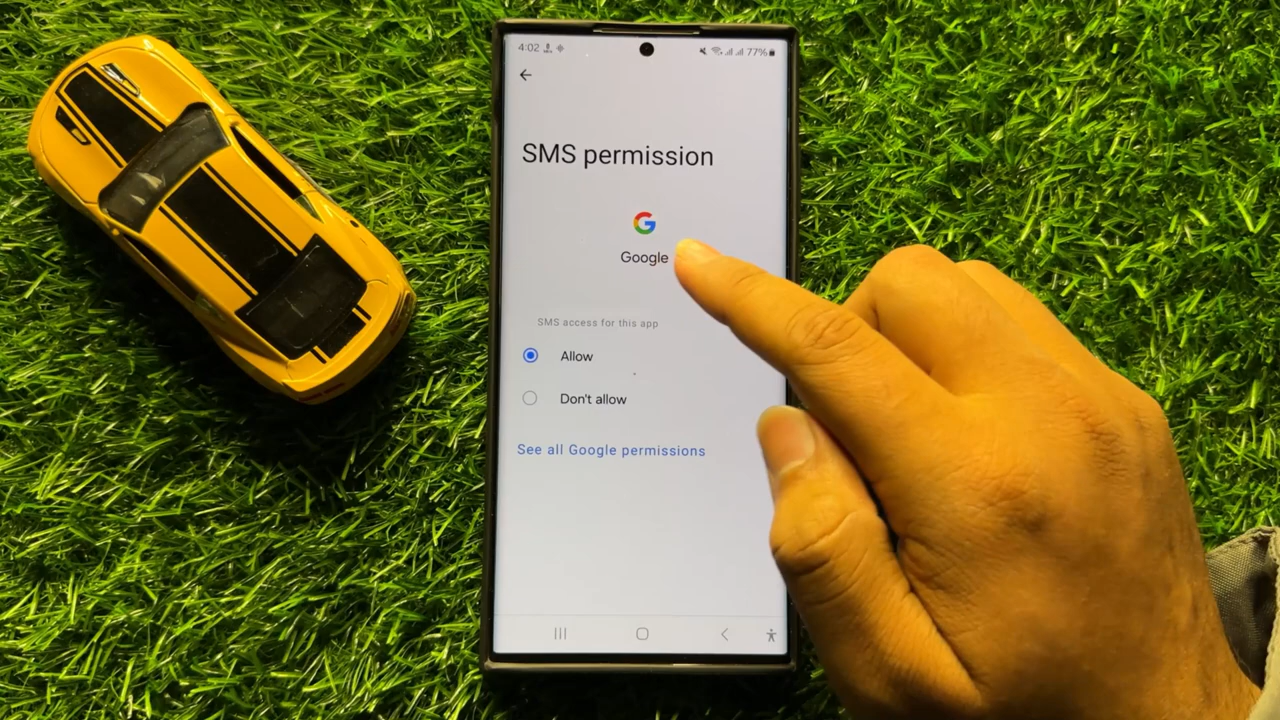 4:02 77%
SMS permission
Google
SMS access for this app
Allow
Don't allow
See all Google permissions